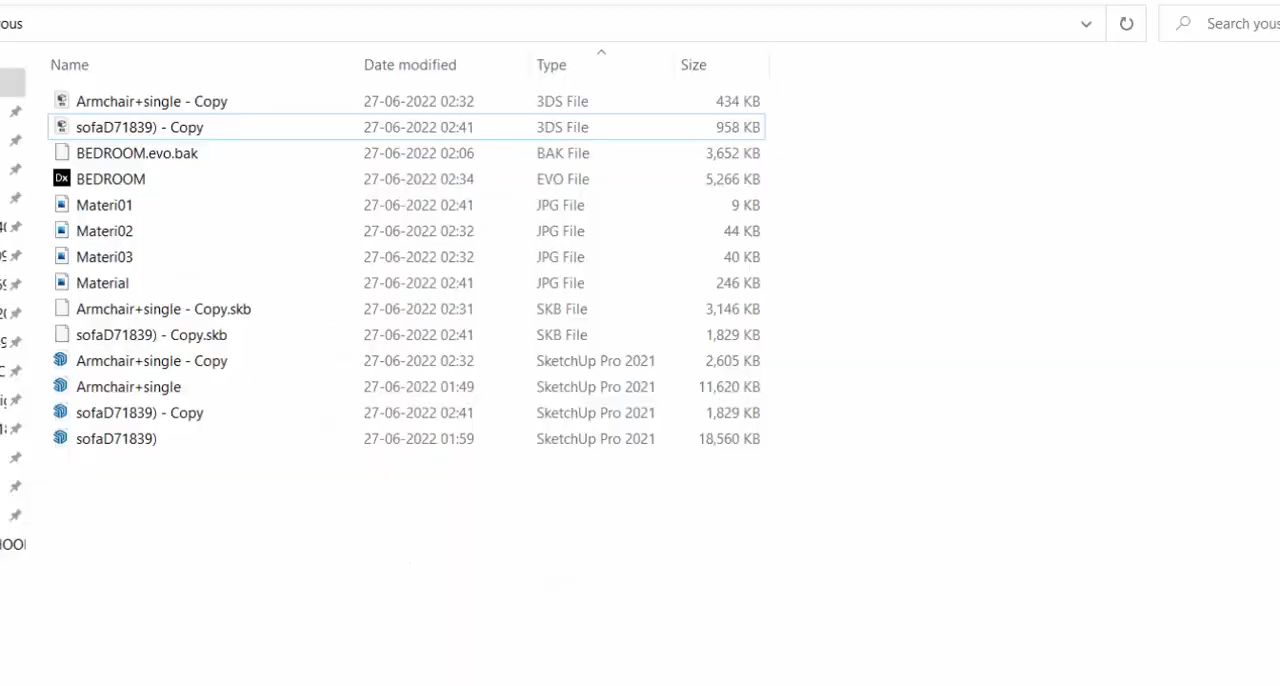 ous
Search yous
Name Date modified Type Size
Armchair+single - Copy 27-06-2022 02:32 3DS File 434 KB
sofaD71839) - Copy 27-06-2022 02:41 3DS File 958 KB
BEDROOM.evo.bak 27-06-2022 02:06 BAK File 3,652 KB
Dx BEDROOM 27-06-2022 02:34 EVO File 5,266 KB
Materi01 27-06-2022 02:41 JPG File 9 KB
Materi02 27-06-2022 02:32 JPG File 44 KB
Materi03 27-06-2022 02:32 JPG File 40 KB
Material 27-06-2022 02:41 JPG File 246 KB
Armchair+single - Copy.skb 27-06-2022 02:31 SKB File 3,146 KB
sofaD71839) - Copy.skb 27-06-2022 02:41 SKB File 1,829 KB
Armchair+single - Copy 27-06-2022 02:32 SketchUp Pro 2021 2,605 KB
Armchair+single 27-06-2022 01:49 SketchUp Pro 2021 11,620 KB
sofaD71839) - Copy 27-06-2022 02:41 SketchUp Pro 2021 1,829 KB
sofaD71839) 27-06-2022 01:59 SketchUp Pro 2021 18,560 KB